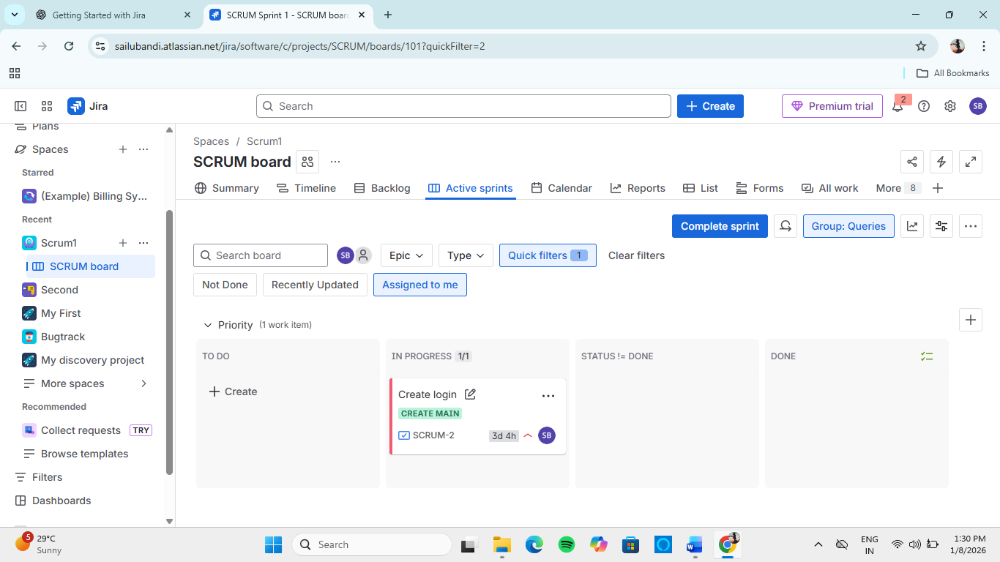 Getting Started with Jira
SCRUM Sprint 1 - SCRUM board
sailubandi.atlassian.net/jira/software/c/projects/SCRUM/boards/101?quickFilter=2
All Bookmarks
Jira
Search
Create
Premium trial
2
SB
Plans
Spaces
Starred
(Example) Billing Sy...
Recent
Scrum1
SCRUM board
Second
My First
Bugtrack
My discovery project
More spaces
Recommended
Collect requests TRY
Browse templates
Filters
Dashboards
Spaces / Scrum1
SCRUM board
Summary Timeline Backlog Active sprints Calendar Reports List Forms All work More 8
Complete sprint Group: Queries
Search board SB Epic Type Quick filters 1 Clear filters
Not Done Recently Updated Assigned to me
Priority (1 work item)
TO DO IN PROGRESS 1/1 STATUS != DONE DONE
Create
Create login
CREATE MAIN
SCRUM-2 3d 4h SB
5 29°C
Sunny
Search
ENG
IN
1:30 PM
1/8/2026